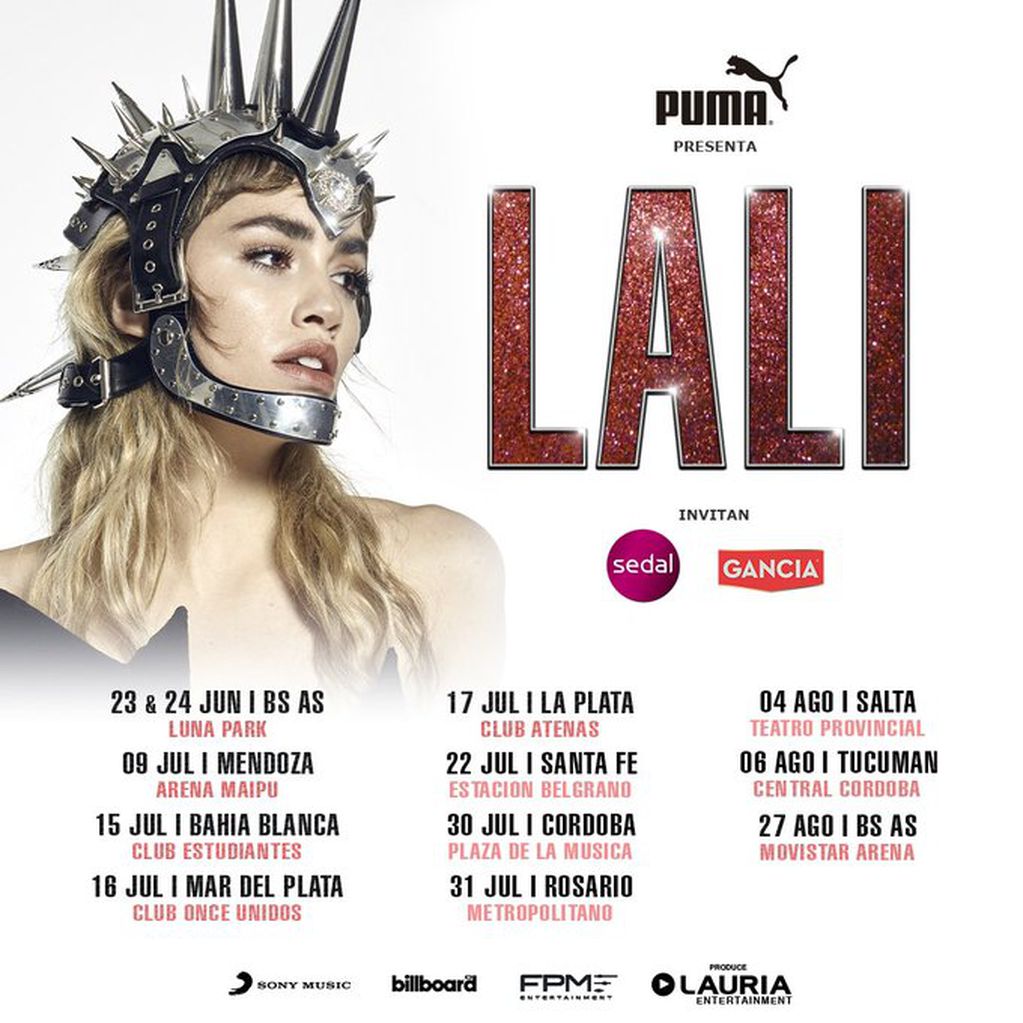 PUMA
PRESENTA
LALI
INVITAN
sedal
GANCIA
23 & 24 JUN | BS AS
LUNA PARK
09 JUL | MENDOZA
ARENA MAIPU
15 JUL | BAHIA BLANCA
CLUB ESTUDIANTES
16 JUL | MAR DEL PLATA
CLUB ONCE UNIDOS
17 JUL | LA PLATA
CLUB ATENAS
22 JUL | SANTA FE
ESTACION BELGRANO
30 JUL | CORDOBA
PLAZA DE LA MUSICA
31 JUL | ROSARIO
METROPOLITANO
04 AGO | SALTA
TEATRO PROVINCIAL
06 AGO | TUCUMAN
CENTRAL CORDOBA
27 AGO | BS AS
MOVISTAR ARENA
SONY MUSIC
billboard
FPM
ENTERTAINMENT
PRODUCE
LAURIA
ENTERTAINMENT